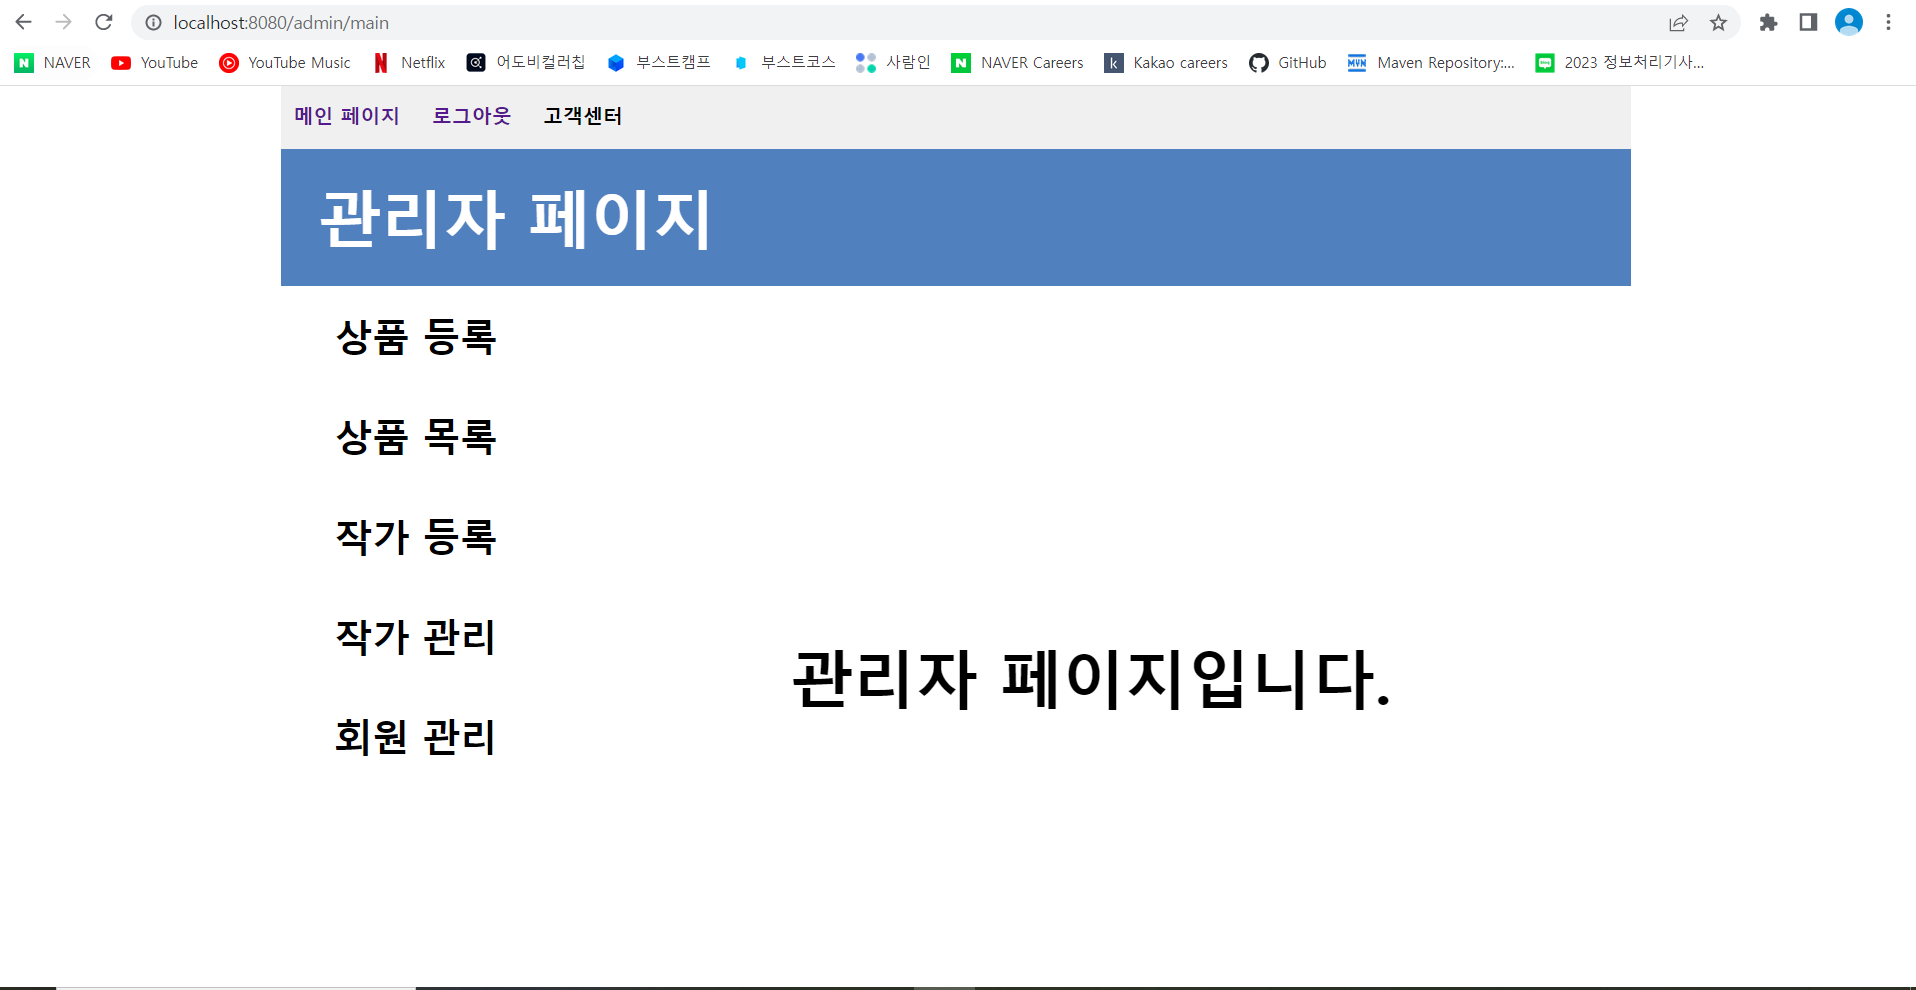 localhost:8080/admin/main
NAVER YouTube YouTube Music Netflix 어도비컬러칩 부스트캠프 부스트코스 사람인 NAVER Careers Kakao careers GitHub Maven Repository:... 2023 정보처리기사...
메인 페이지 로그아웃 고객센터
관리자 페이지
상품 등록
상품 목록
작가 등록
작가 관리
관리자 페이지입니다.
회원 관리